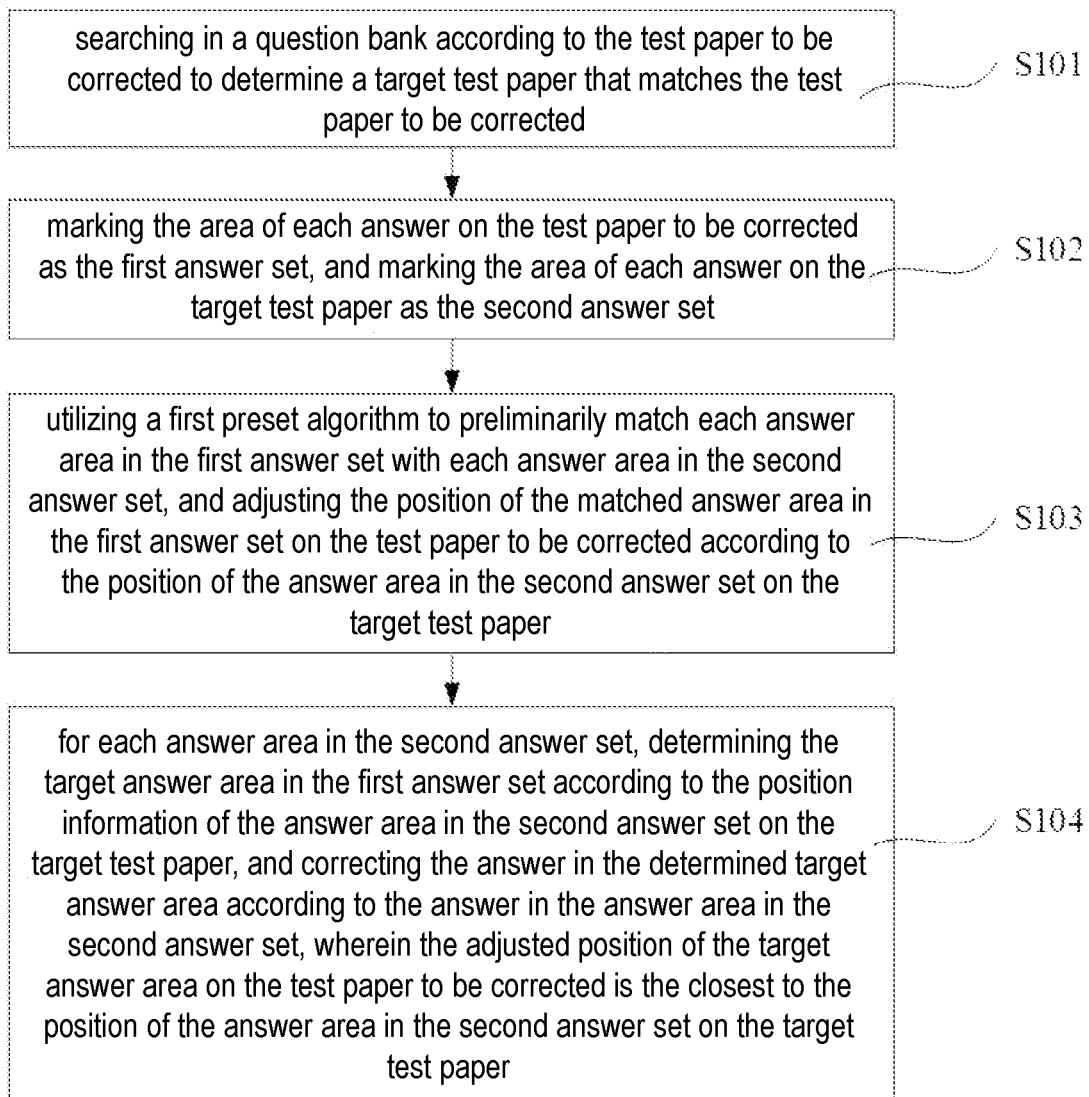 searching in a question bank according to the test paper to be
corrected to determine a target test paper that matches the test
paper to be corrected
S101
marking the area of each answer on the test paper to be corrected
as the first answer set, and marking the area of each answer on the
target test paper as the second answer set
S102
utilizing a first preset algorithm to preliminarily match each answer
area in the first answer set with each answer area in the second
answer set, and adjusting the position of the matched answer area in
the first answer set on the test paper to be corrected according to
the position of the answer area in the second answer set on the
target test paper
S103
for each answer area in the second answer set, determining the
target answer area in the first answer set according to the position
information of the answer area in the second answer set on the
target test paper, and correcting the answer in the determined target
answer area according to the answer in the answer area in the
second answer set, wherein the adjusted position of the target
answer area on the test paper to be corrected is the closest to the
position of the answer area in the second answer set on the target
test paper
S104